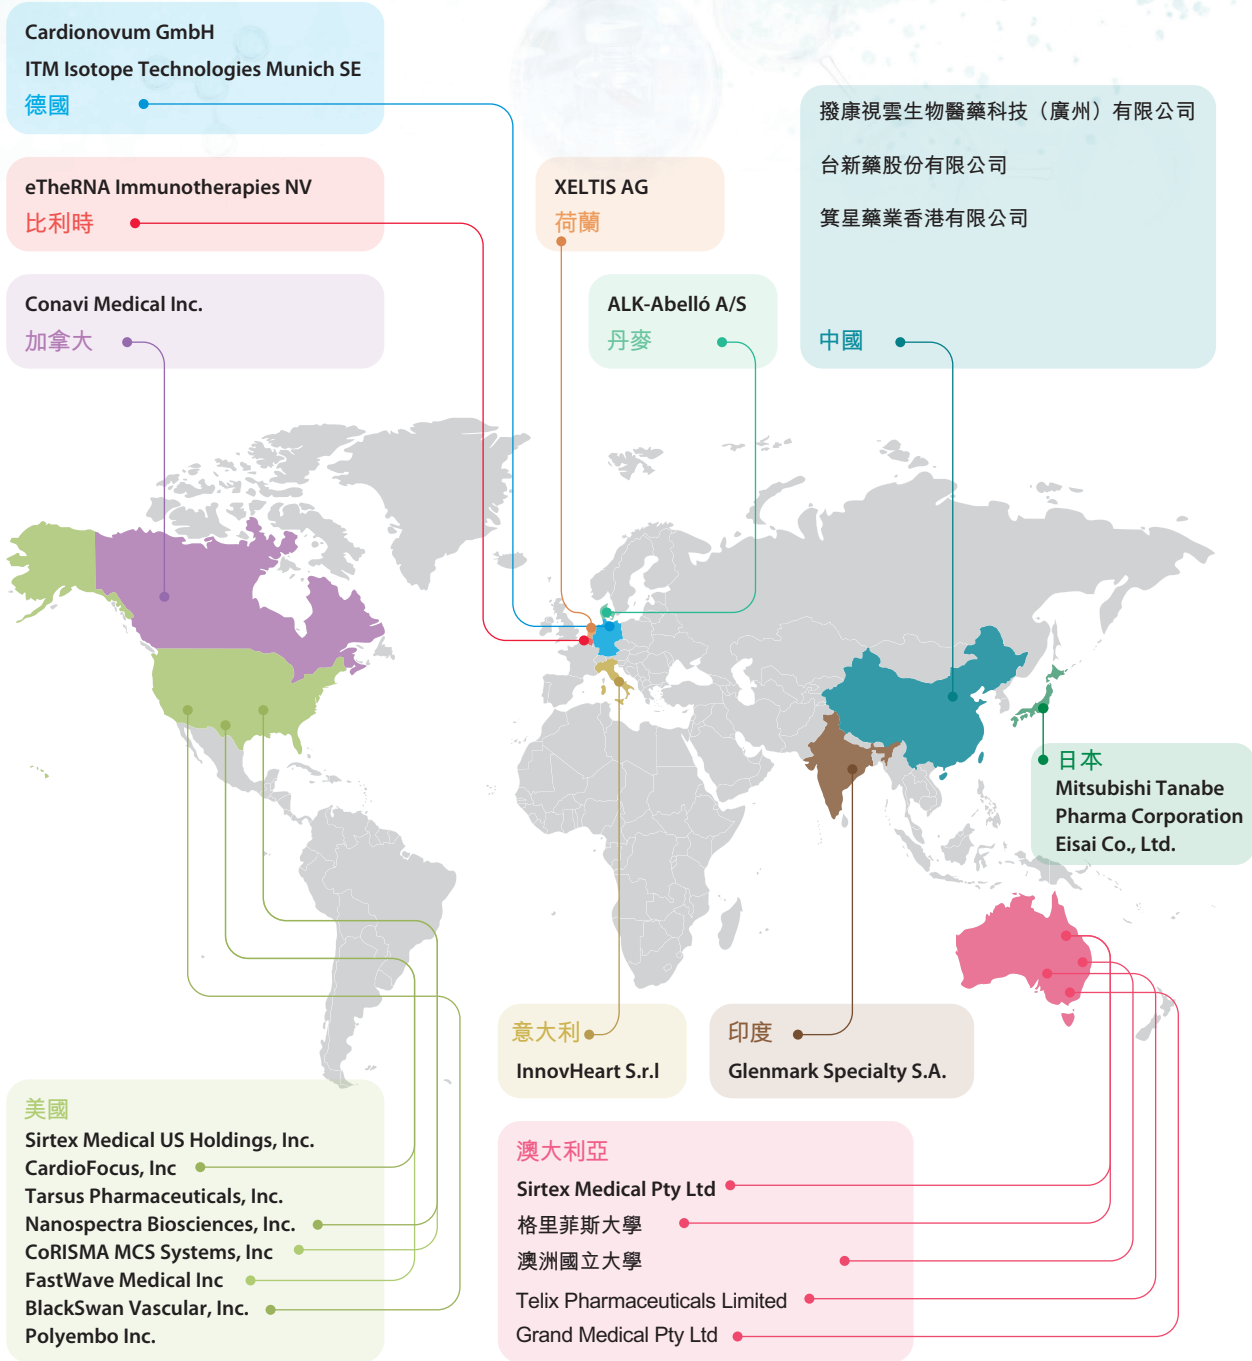 Cardionovum GmbH
ITM Isotope Technologies Munich SE
德國
eTheRNA Immunotherapies NV
比利時
Conavi Medical Inc.
加拿大
XELTIS AG
荷蘭
ALK-Abelló A/S
丹麥
撥康視雲生物醫藥科技（廣州）有限公司
台新藥股份有限公司
箕星藥業香港有限公司
中國
日本
Mitsubishi Tanabe
Pharma Corporation
Eisai Co., Ltd.
意大利
InnovHeart S.r.l
印度
Glenmark Specialty S.A.
美國
Sirtex Medical US Holdings, Inc.
CardioFocus, Inc
Tarsus Pharmaceuticals, Inc.
Nanospectra Biosciences, Inc.
CoRISMA MCS Systems, Inc
FastWave Medical Inc
BlackSwan Vascular, Inc.
Polyembo Inc.
澳大利亞
Sirtex Medical Pty Ltd
格里菲斯大學
澳洲國立大學
Telix Pharmaceuticals Limited
Grand Medical Pty Ltd